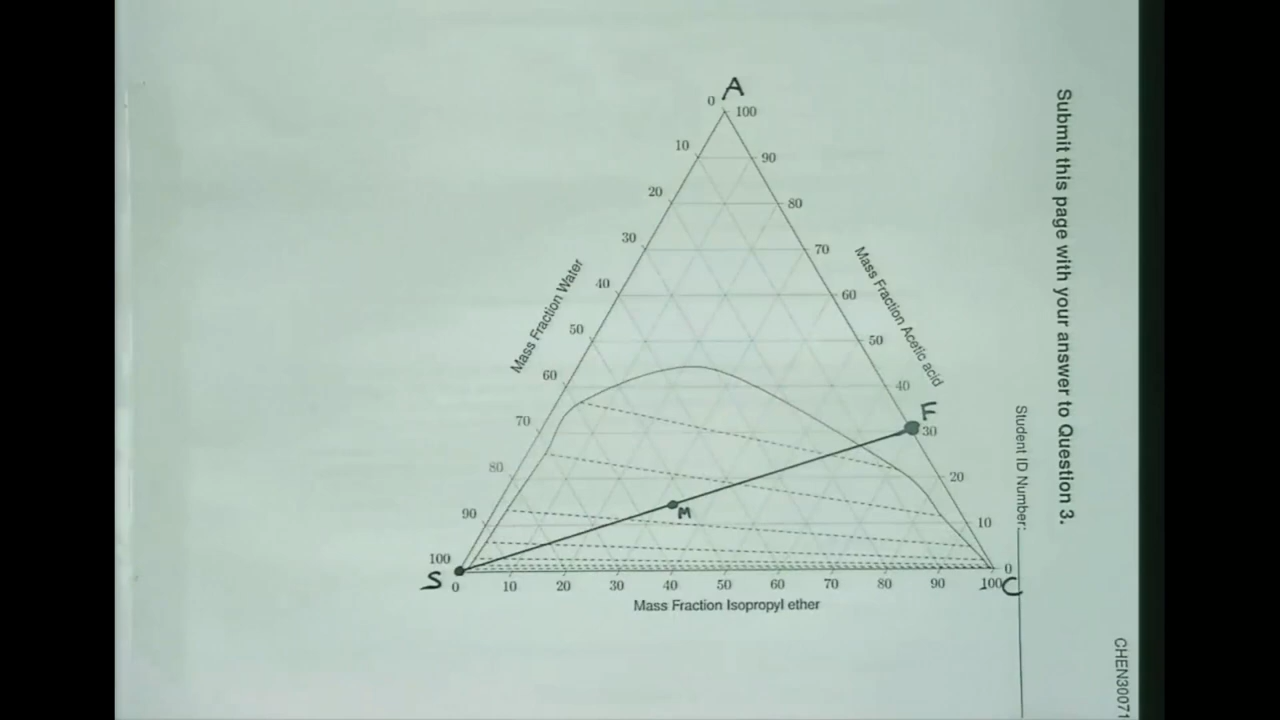 A
0
100
10
90
20
80
30
70
40
60
50
50
60
40
70
30
80
20
90
10
100
0
Mass Fraction Water
Mass Fraction Acetic acid
F
M
S
C
0 10 20 30 40 50 60 70 80 90 100
Mass Fraction Isopropyl ether
Submit this page with your answer to Question 3.
Student ID Number:
CHEN30071